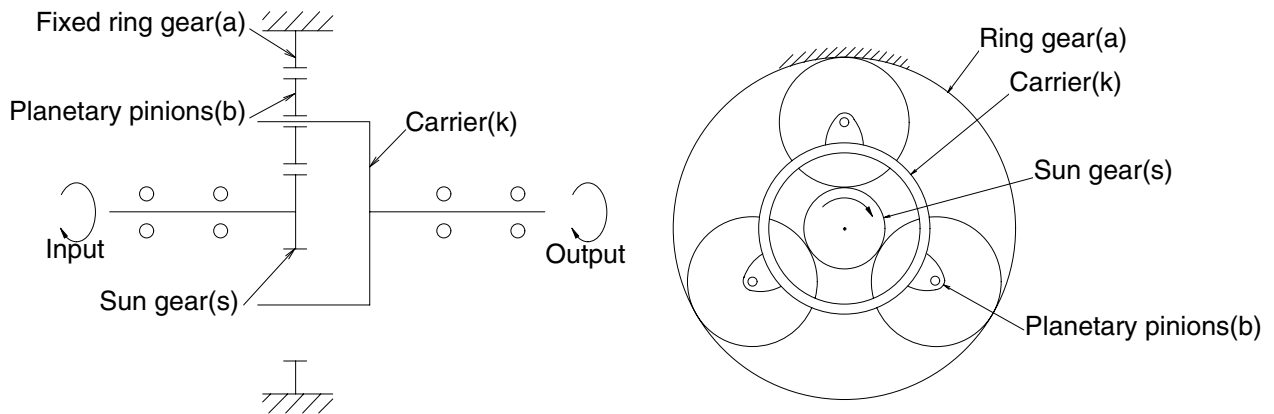 Fixed ring gear(a)
Planetary pinions(b)
Carrier(k)
Input
Output
Sun gear(s)
Ring gear(a)
Carrier(k)
Sun gear(s)
Planetary pinions(b)